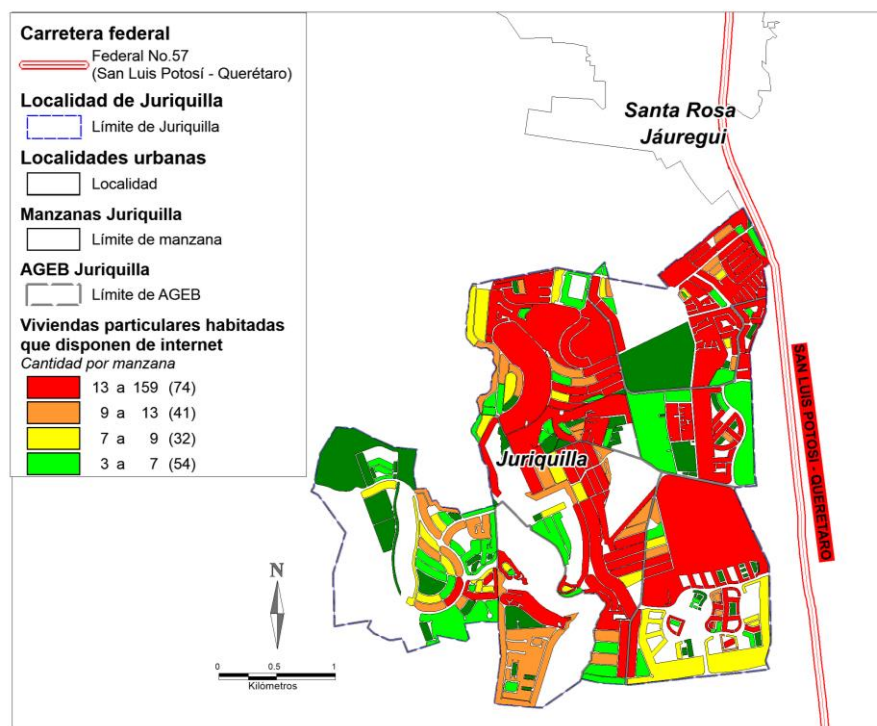 Carretera federal
Federal No.57
(San Luis Potosí - Querétaro)
Localidad de Juriquilla
Límite de Juriquilla
Localidades urbanas
Localidad
Manzanas Juriquilla
Límite de manzana
AGEB Juriquilla
Límite de AGEB
Viviendas particulares habitadas
que disponen de internet
Cantidad por manzana
13 a 159 (74)
9 a 13 (41)
7 a 9 (32)
3 a 7 (54)
Santa Rosa
Jáuregui
Juriquilla
SAN LUIS POTOSI - QUERETARO
N
0 0.5 1
Kilómetros